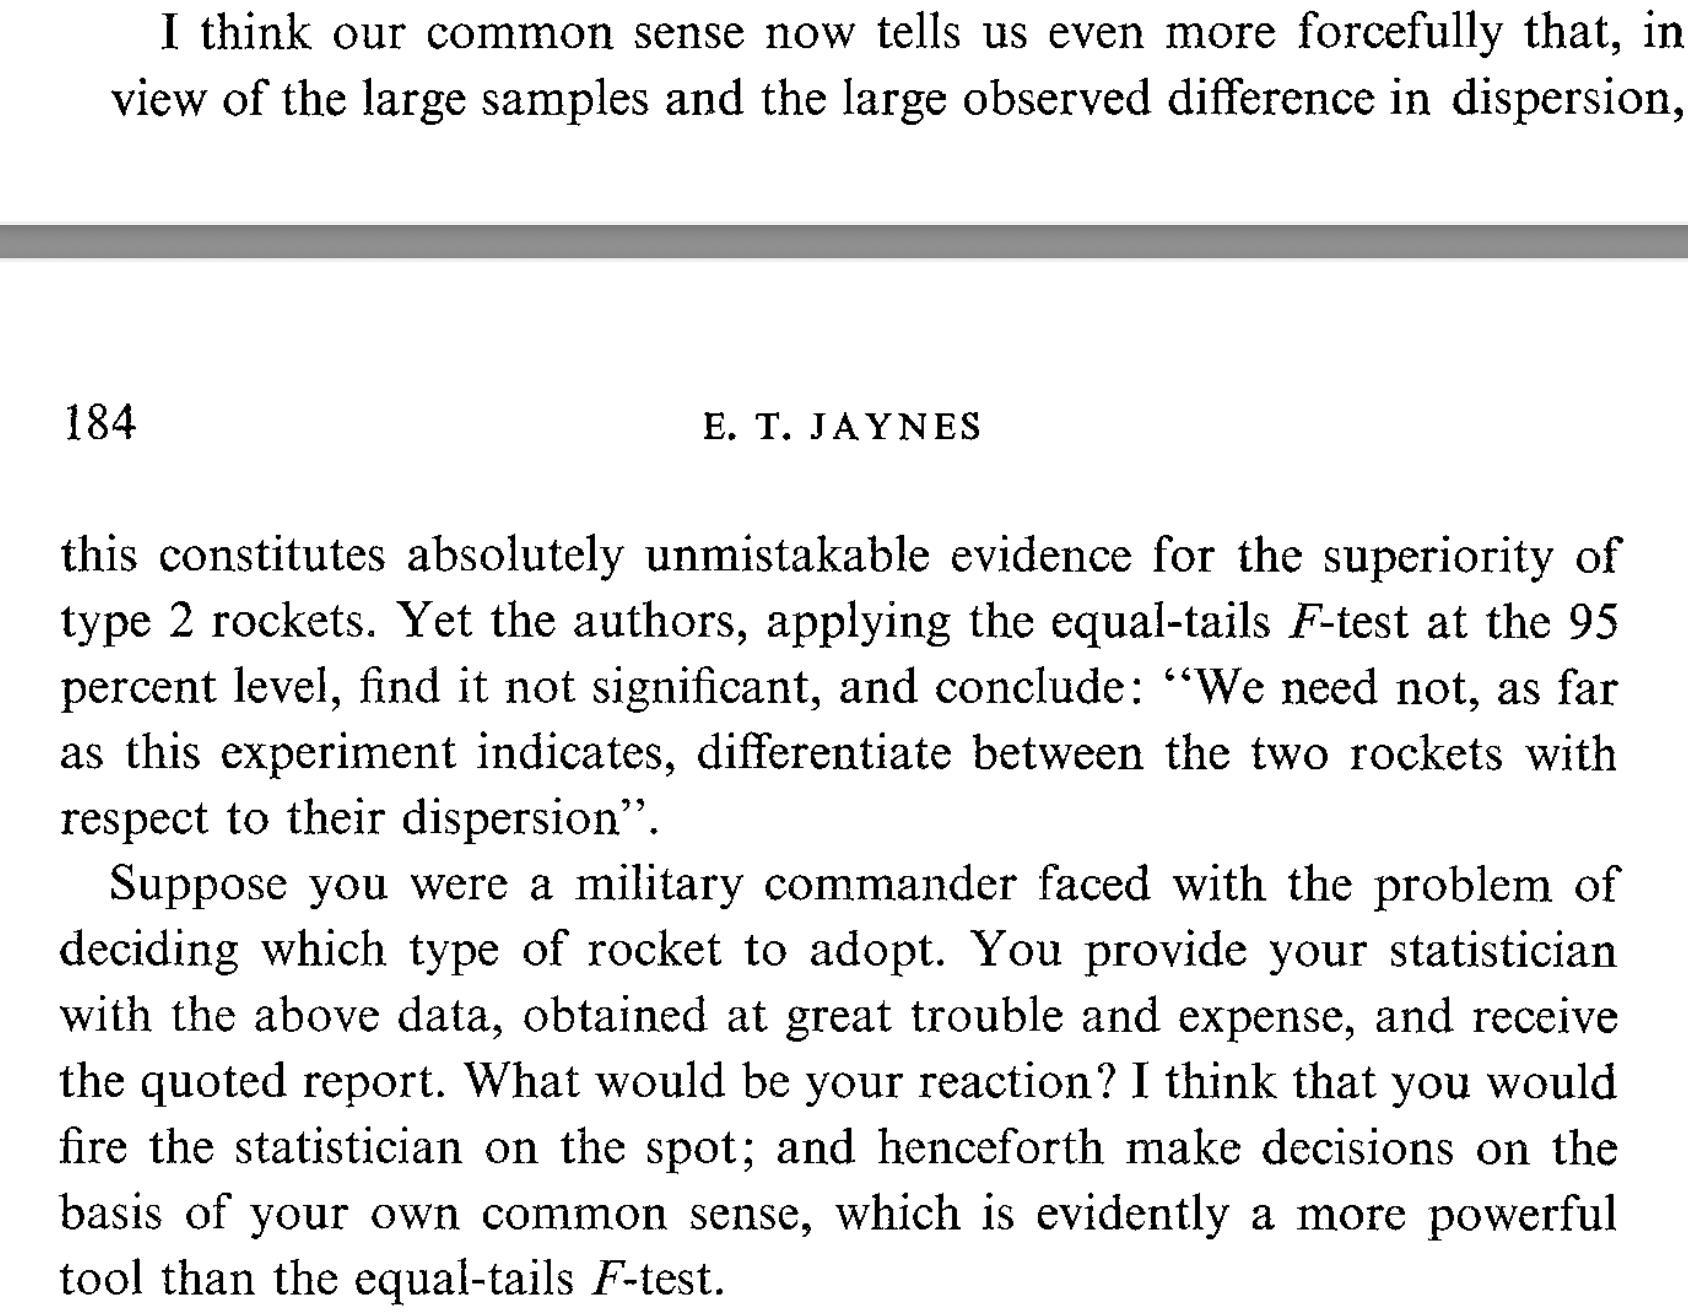 I think our common sense now tells us even more forcefully that, in
view of the large samples and the large observed difference in dispersion,
184 E. T. JAYNES
this constitutes absolutely unmistakable evidence for the superiority of
type 2 rockets. Yet the authors, applying the equal-tails F-test at the 95
percent level, find it not significant, and conclude: “We need not, as far
as this experiment indicates, differentiate between the two rockets with
respect to their dispersion”.
Suppose you were a military commander faced with the problem of
deciding which type of rocket to adopt. You provide your statistician
with the above data, obtained at great trouble and expense, and receive
the quoted report. What would be your reaction? I think that you would
fire the statistician on the spot; and henceforth make decisions on the
basis of your own common sense, which is evidently a more powerful
tool than the equal-tails F-test.